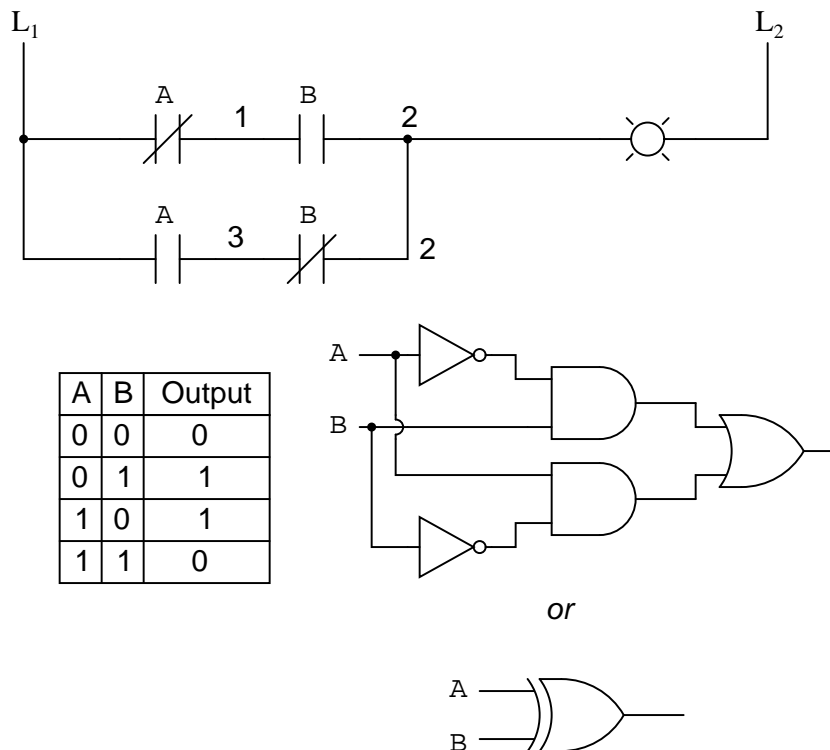 L1 L2
A 1 B 2
A 3 B 2
A B Output
0 0 0
0 1 1
1 0 1
1 1 0
A
B
or
A
B